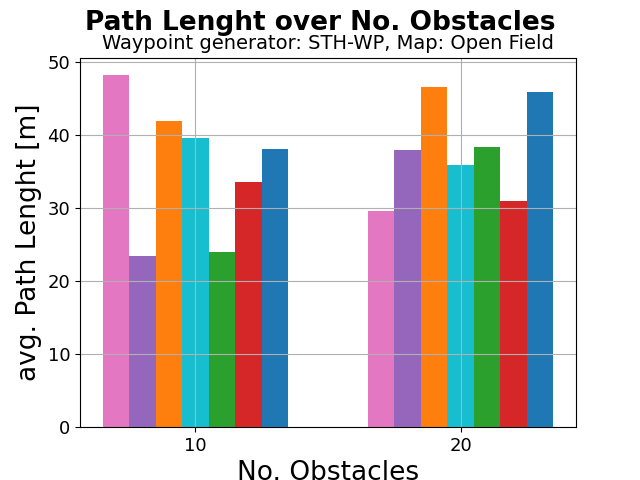 Path Lenght over No. Obstacles
Waypoint generator: STH-WP, Map: Open Field
avg. Path Lenght [m]
50
40
30
20
10
0
10 20
No. Obstacles